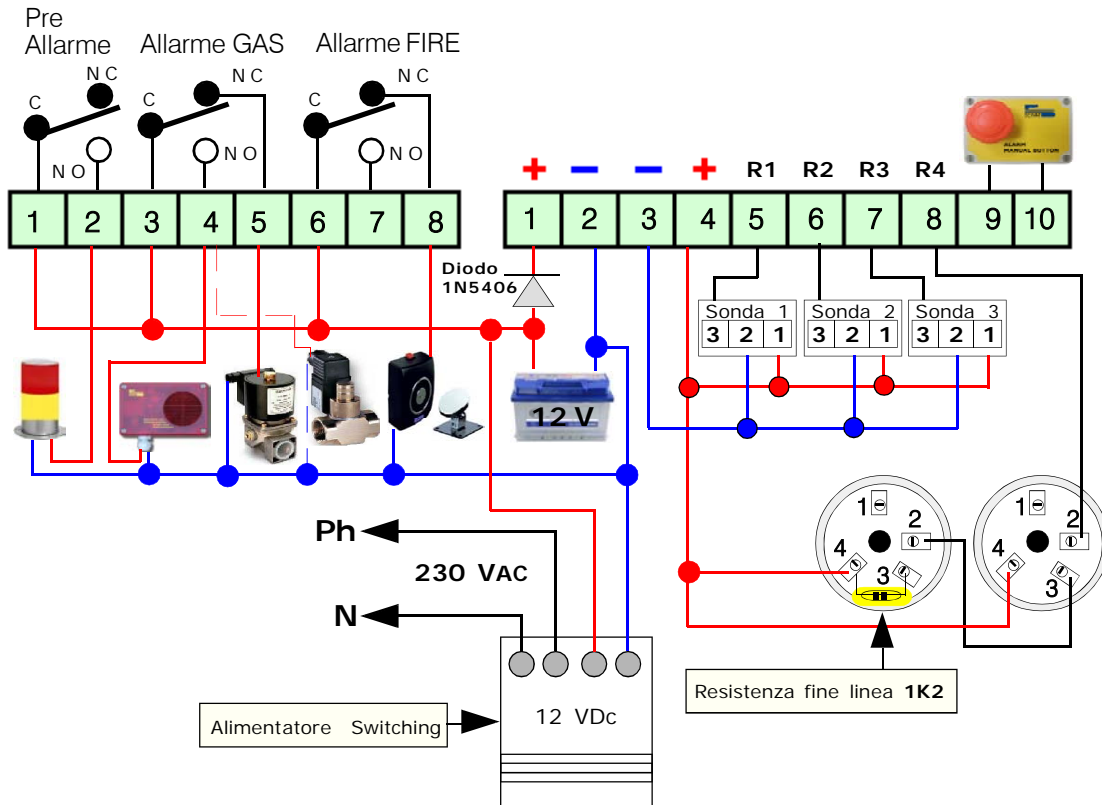 Pre
Allarme
Allarme GAS
Allarme FIRE
C
N C
N O
C
N C
N O
C
N C
N O
ALARM
MANUAL BUTTON
+ − − + R1 R2 R3 R4
1 2 3 4 5 6 7 8
1 2 3 4 5 6 7 8 9 10
Diodo
1N5406
Sonda 1
3 2 1
Sonda 2
3 2 1
Sonda 3
3 2 1
12 V
1
2
4
3
1
2
4
3
Ph
230 VAC
N
Resistenza fine linea 1K2
Alimentatore Switching
12 VDc